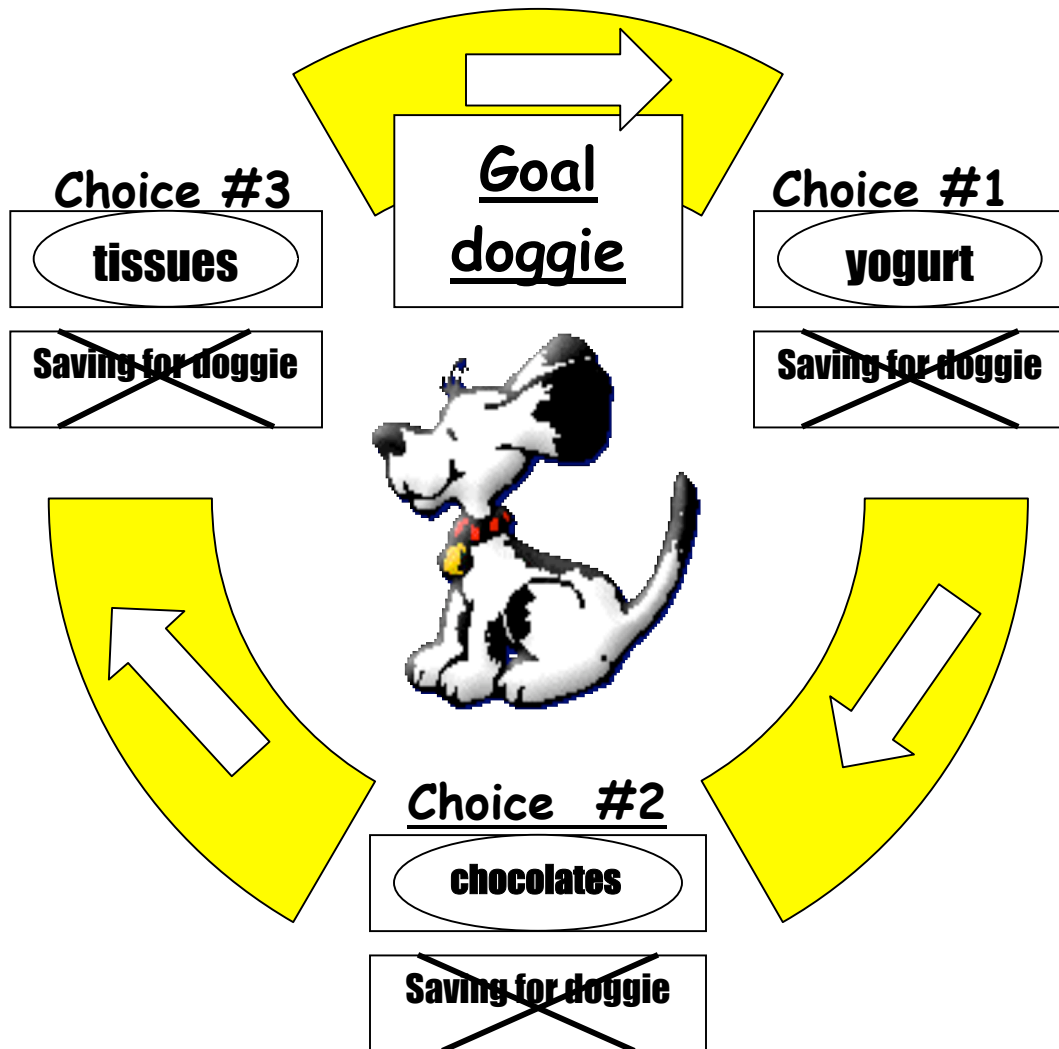 Goal
doggie
Choice #1
yogurt
Saving for doggie
Choice #2
chocolates
Saving for doggie
Choice #3
tissues
Saving for doggie